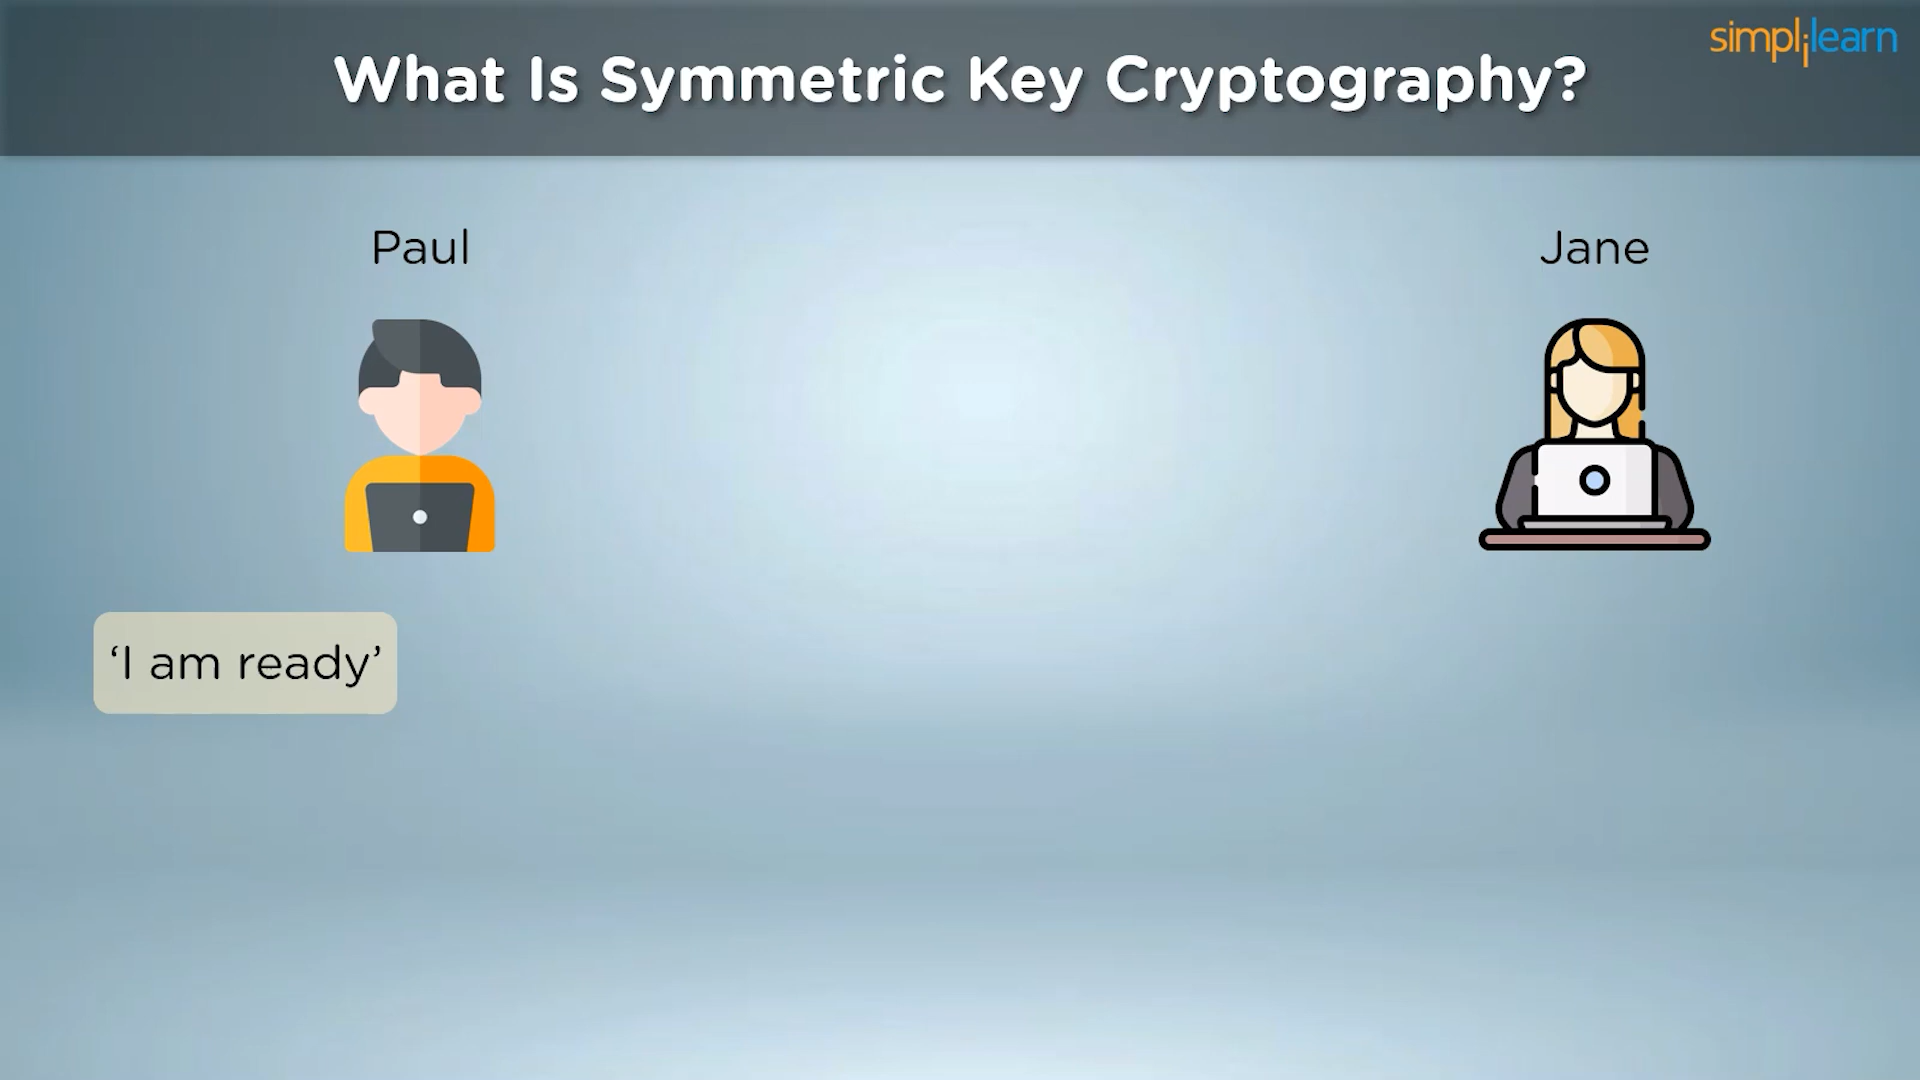 simplilearn
What Is Symmetric Key Cryptography?
Paul
Jane
‘I am ready’